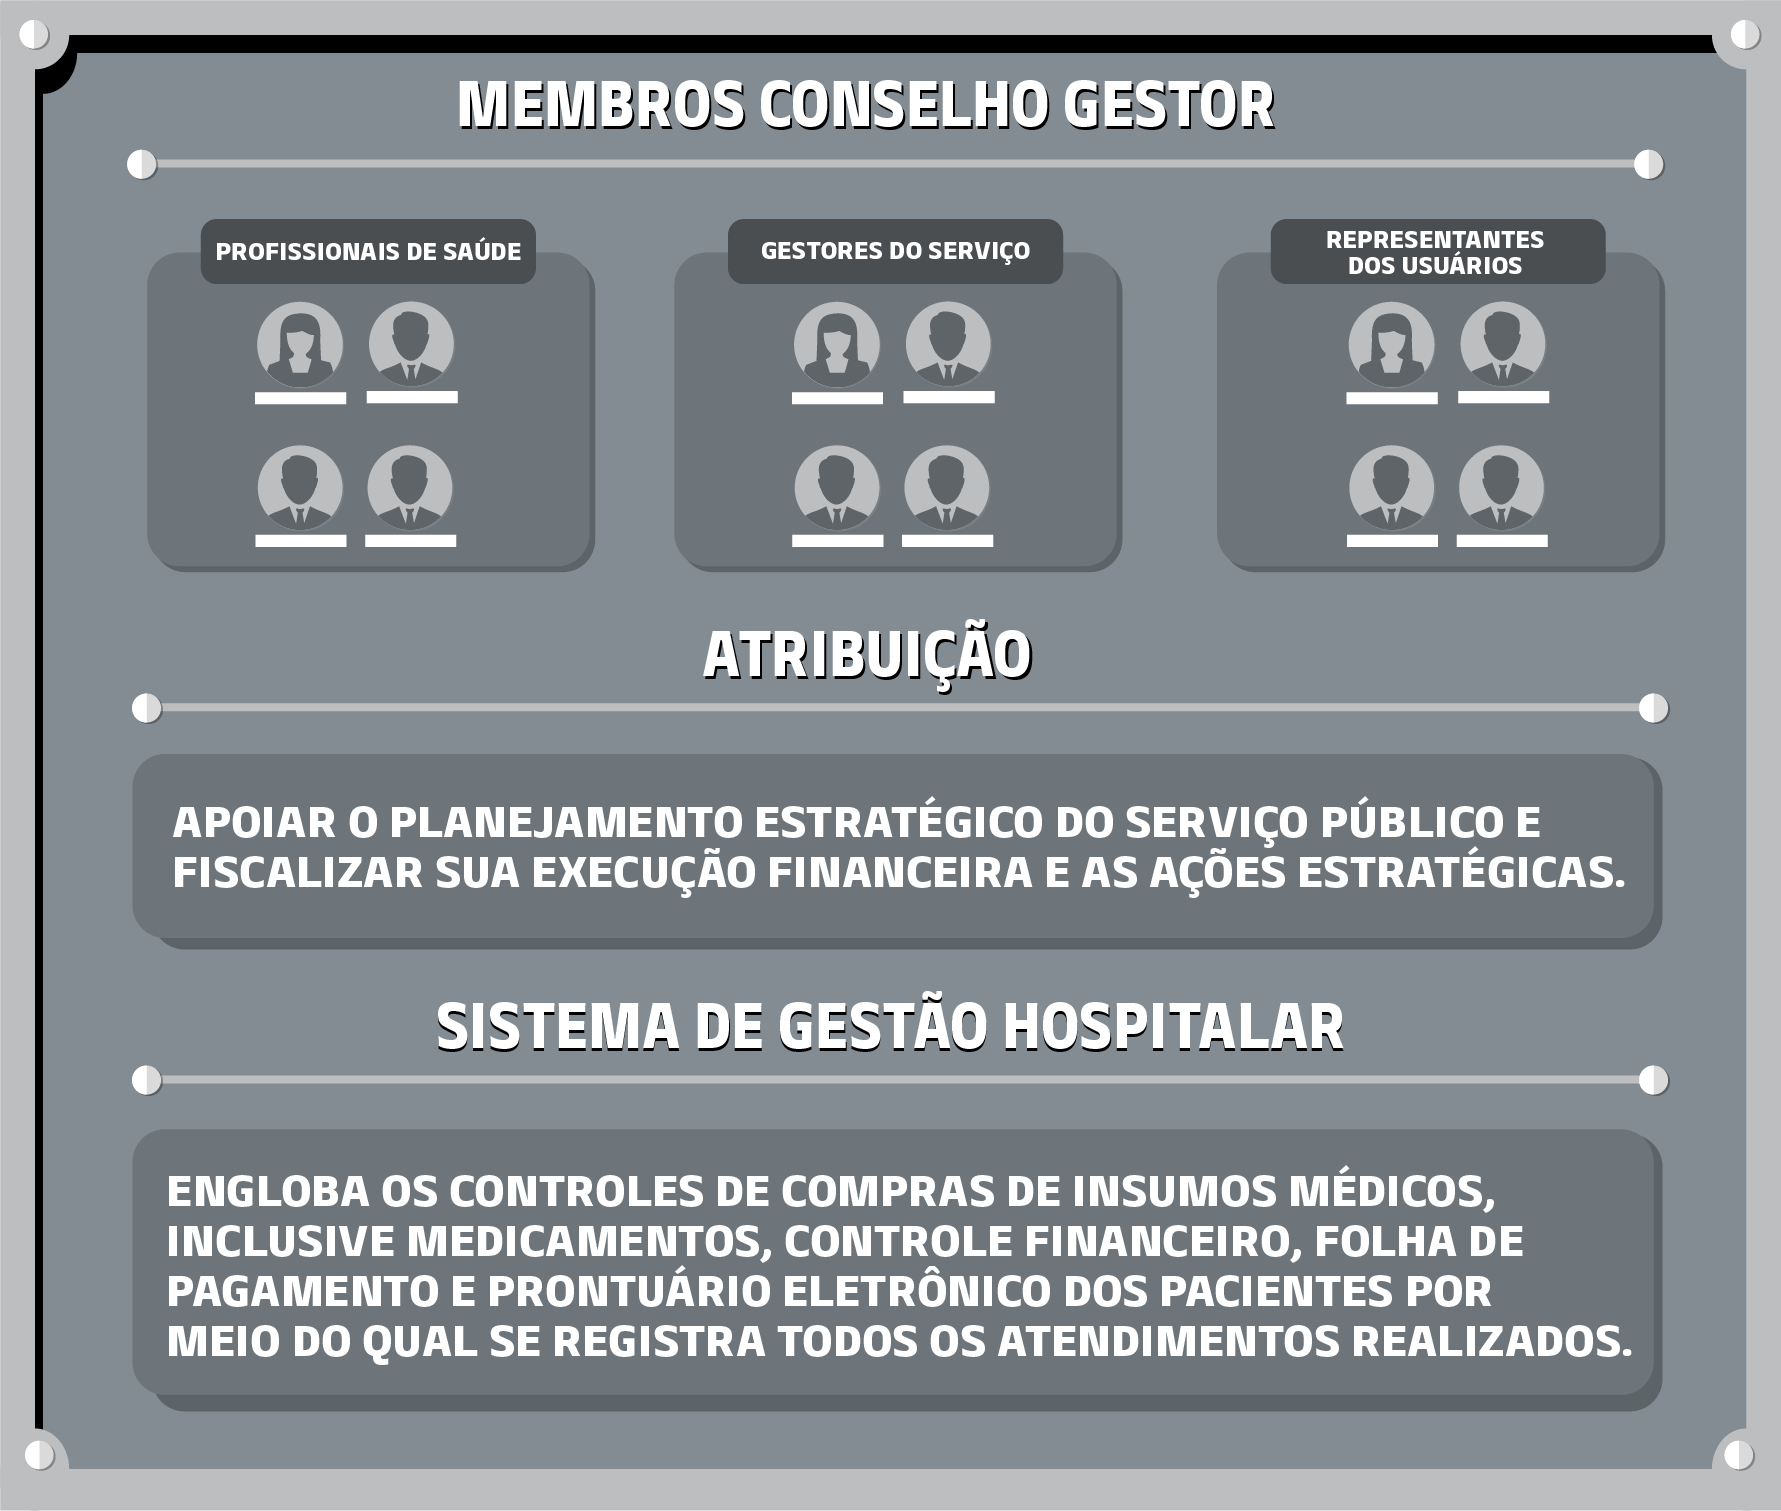 MEMBROS CONSELHO GESTOR
PROFISSIONAIS DE SAÚDE
GESTORES DO SERVIÇO
REPRESENTANTES
DOS USUÁRIOS
ATRIBUIÇÃO
APOIAR O PLANEJAMENTO ESTRATÉGICO DO SERVIÇO PÚBLICO E
FISCALIZAR SUA EXECUÇÃO FINANCEIRA E AS AÇÕES ESTRATÉGICAS.
SISTEMA DE GESTÃO HOSPITALAR
ENGLOBA OS CONTROLES DE COMPRAS DE INSUMOS MÉDICOS,
INCLUSIVE MEDICAMENTOS, CONTROLE FINANCEIRO, FOLHA DE
PAGAMENTO E PRONTUÁRIO ELETRÔNICO DOS PACIENTES POR
MEIO DO QUAL SE REGISTRA TODOS OS ATENDIMENTOS REALIZADOS.